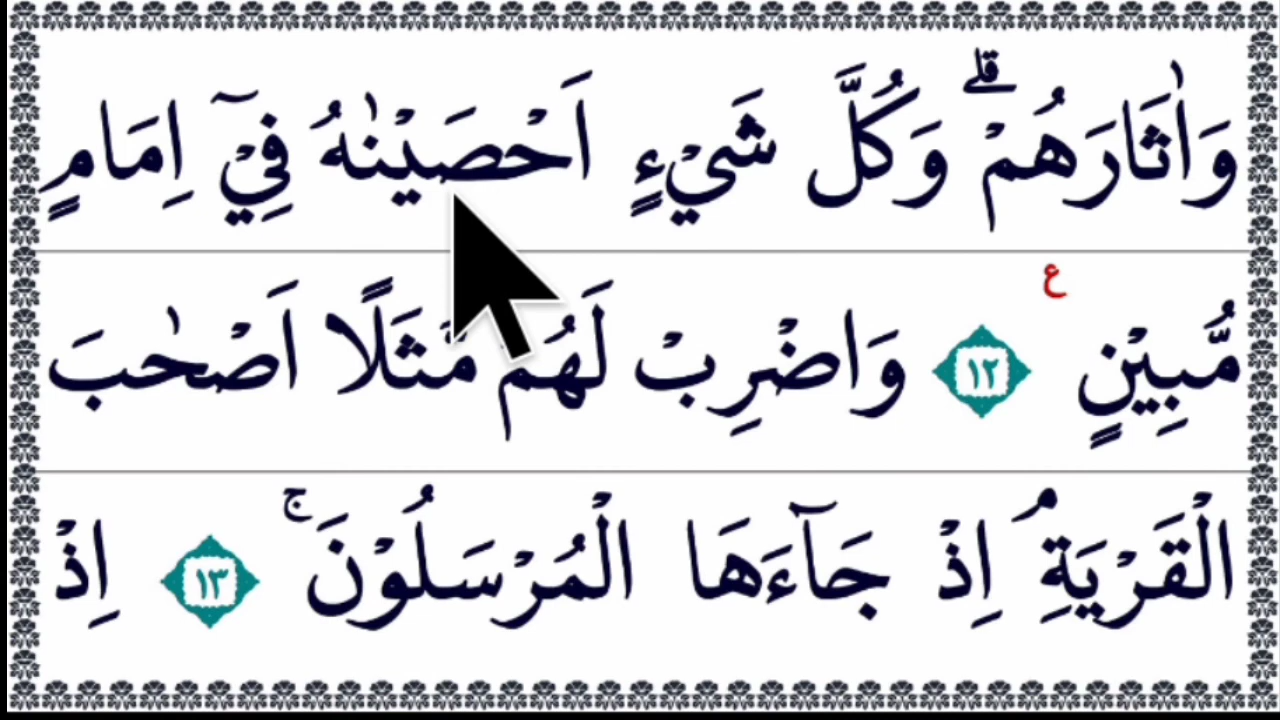 وَاٰثَارَهُمْ ۗ وَكُلَّ شَيْءٍ اَحْصَيْنٰهُ فِيْٓ اِمَامٍ
مُّبِيْنٍ ع ١٢ وَاضْرِبْ لَهُمْ مَّثَلًا اَصْحٰبَ
الْقَرْيَةِ ۘ اِذْ جَآءَهَا الْمُرْسَلُوْنَ ۚ ١٣ اِذْ